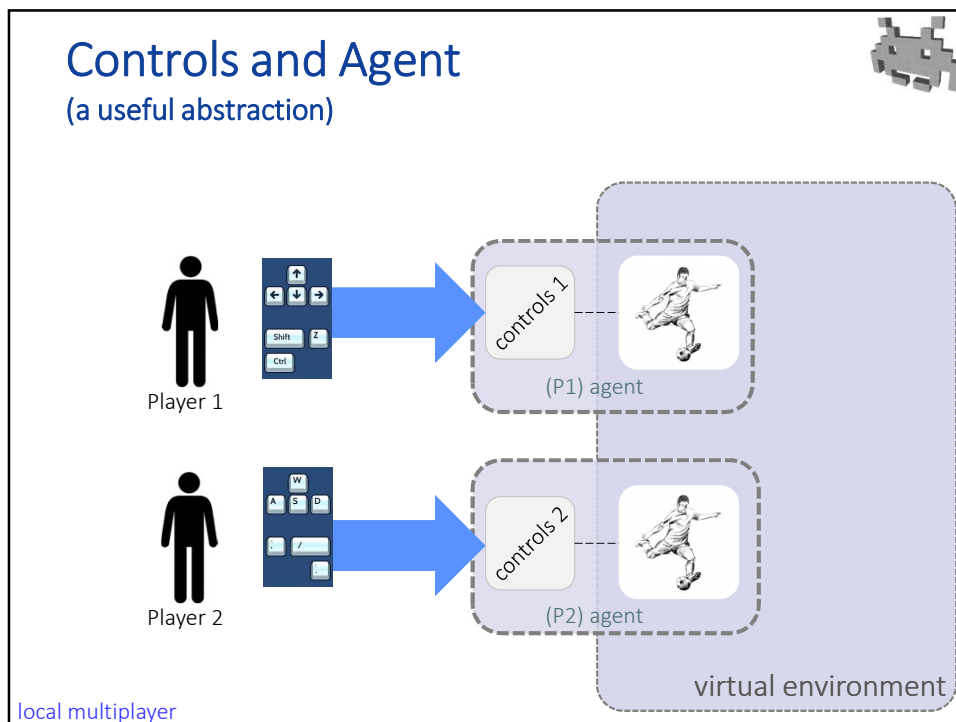 Controls and Agent
(a useful abstraction)
↑
← ↓ →
Shift Z
Ctrl
controls 1
(P1) agent
Player 1
W
A S D
/
controls 2
(P2) agent
Player 2
virtual environment
local multiplayer